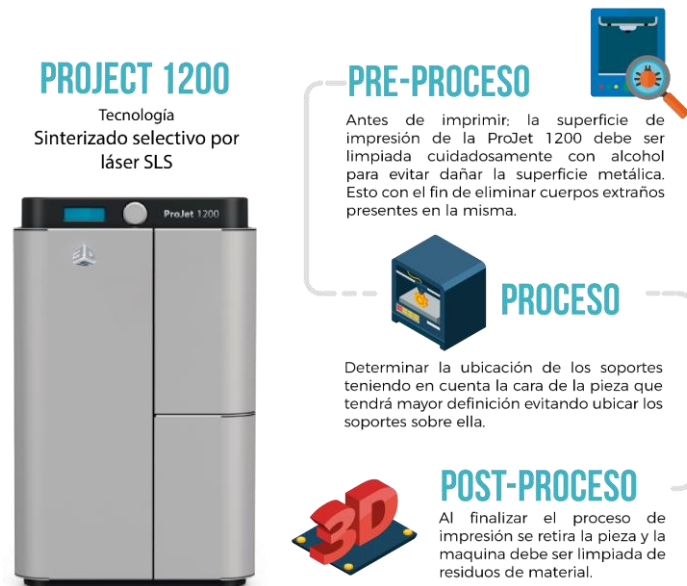 PROJECT 1200
Tecnología
Sinterizado selectivo por
láser SLS
ProJet 1200
PRE-PROCESO
Antes de imprimir; la superficie de
impresión de la ProJet 1200 debe ser
limpiada cuidadosamente con alcohol
para evitar dañar la superficie metálica.
Esto con el fin de eliminar cuerpos extraños
presentes en la misma.
PROCESO
Determinar la ubicación de los soportes
teniendo en cuenta la cara de la pieza que
tendrá mayor definición evitando ubicar los
soportes sobre ella.
3D
POST-PROCESO
Al finalizar el proceso de
impresión se retira la pieza y la
maquina debe ser limpiada de
residuos de material.